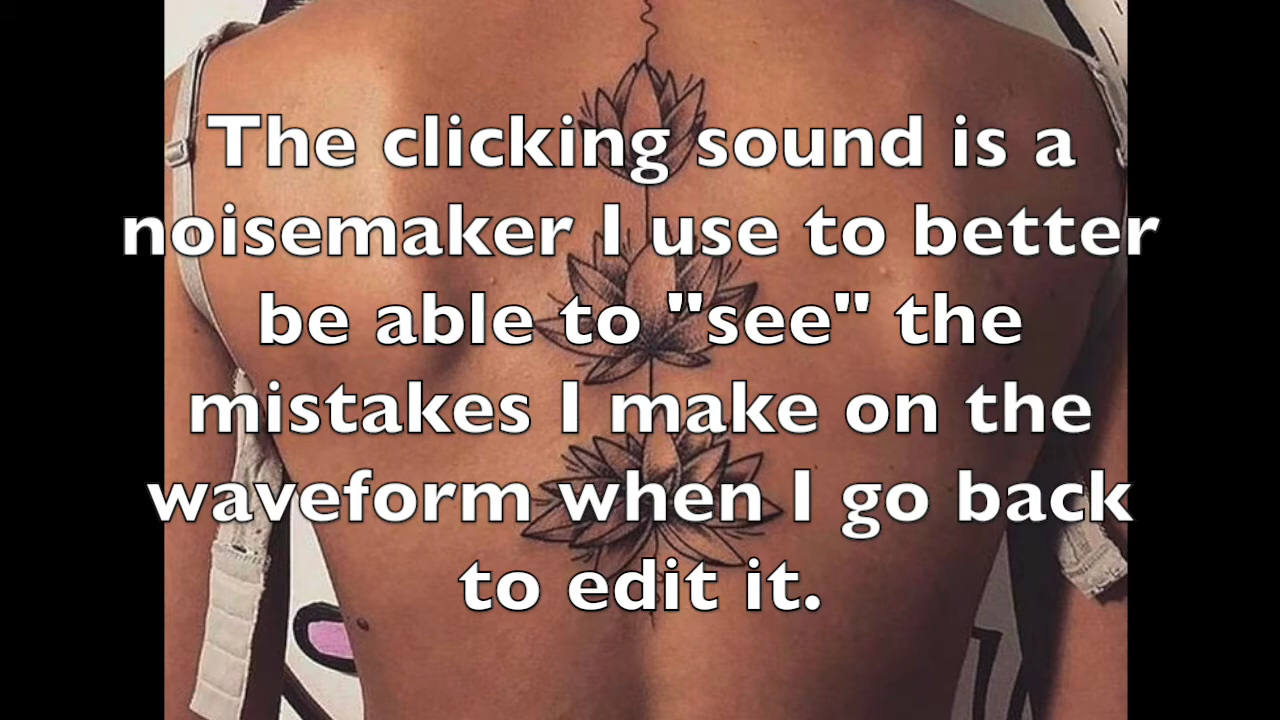 The clicking sound is a
noisemaker I use to better
be able to "see" the
mistakes I make on the
waveform when I go back
to edit it.